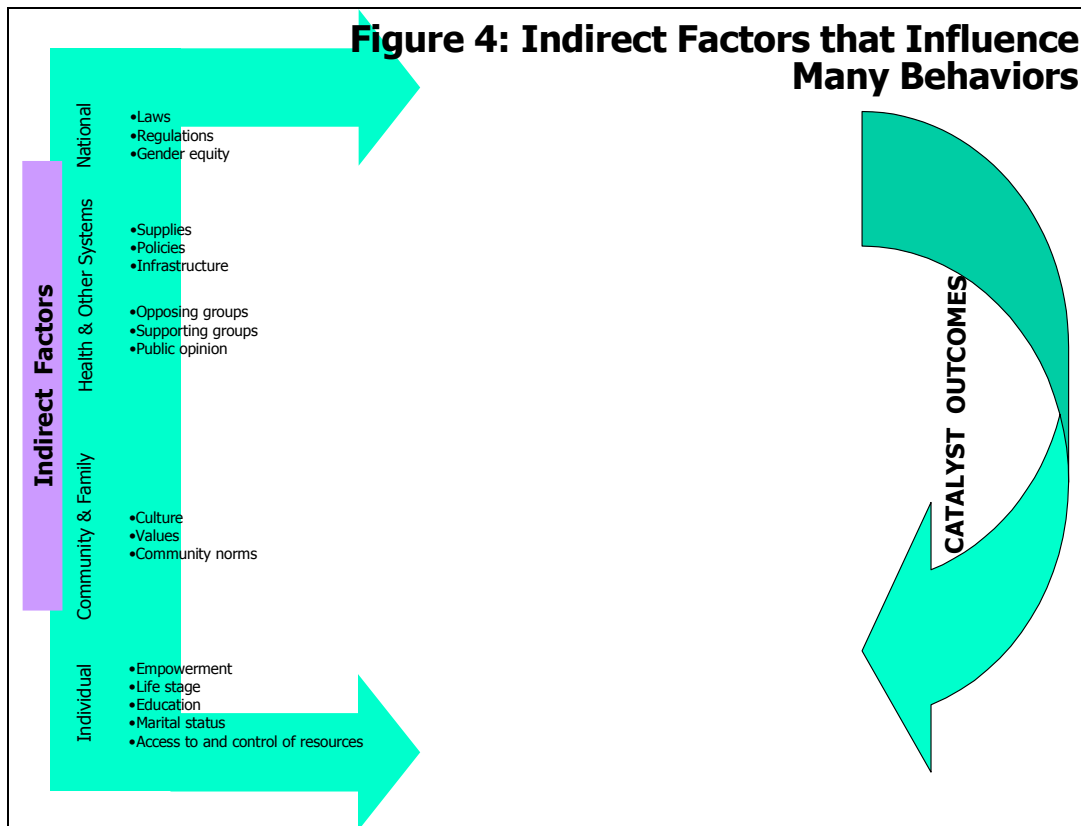 Figure 4: Indirect Factors that Influence
Many Behaviors
Indirect Factors
National
•Laws
•Regulations
•Gender equity
Health & Other Systems
•Supplies
•Policies
•Infrastructure
•Opposing groups
•Supporting groups
•Public opinion
Community & Family
•Culture
•Values
•Community norms
Individual
•Empowerment
•Life stage
•Education
•Marital status
•Access to and control of resources
CATALYST OUTCOMES